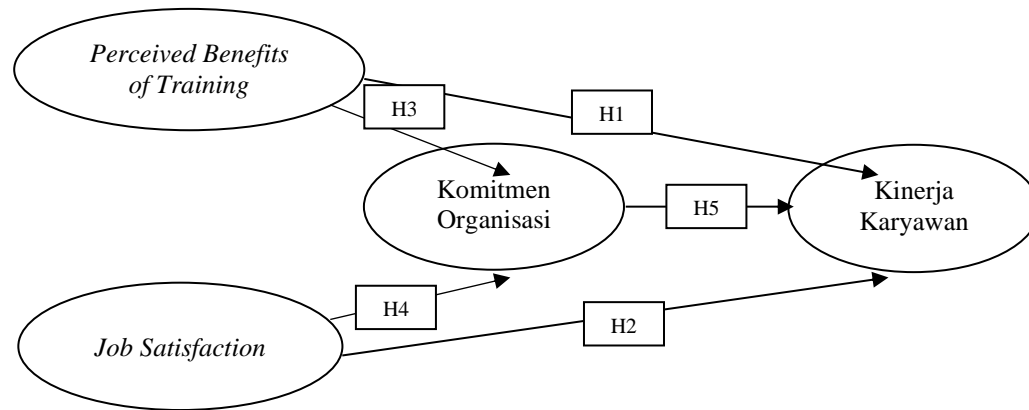 Perceived Benefits
of Training
H3
H1
Komitmen
Organisasi
H5
Kinerja
Karyawan
H4
H2
Job Satisfaction